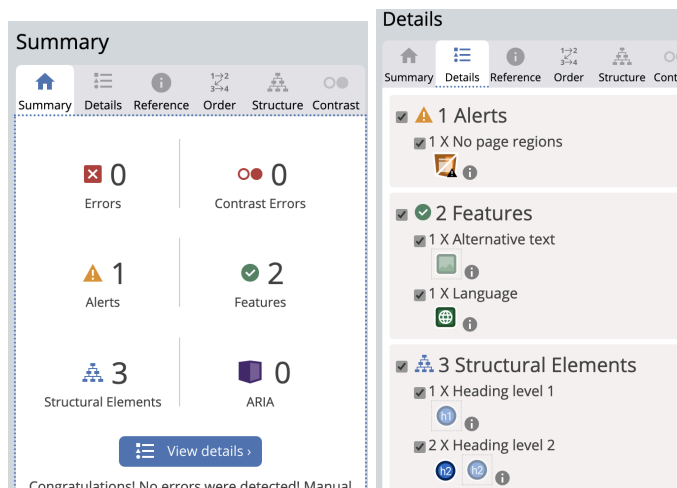 Summary
Summary Details Reference Order Structure Contrast
0
Errors
0
Contrast Errors
1
Alerts
2
Features
3
Structural Elements
0
ARIA
View details ›
Congratulations! No errors were detected! Manual
Details
Summary Details Reference Order Structure Cont
1 Alerts
1 X No page regions
2 Features
1 X Alternative text
1 X Language
3 Structural Elements
1 X Heading level 1
h1
2 X Heading level 2
h2 h2